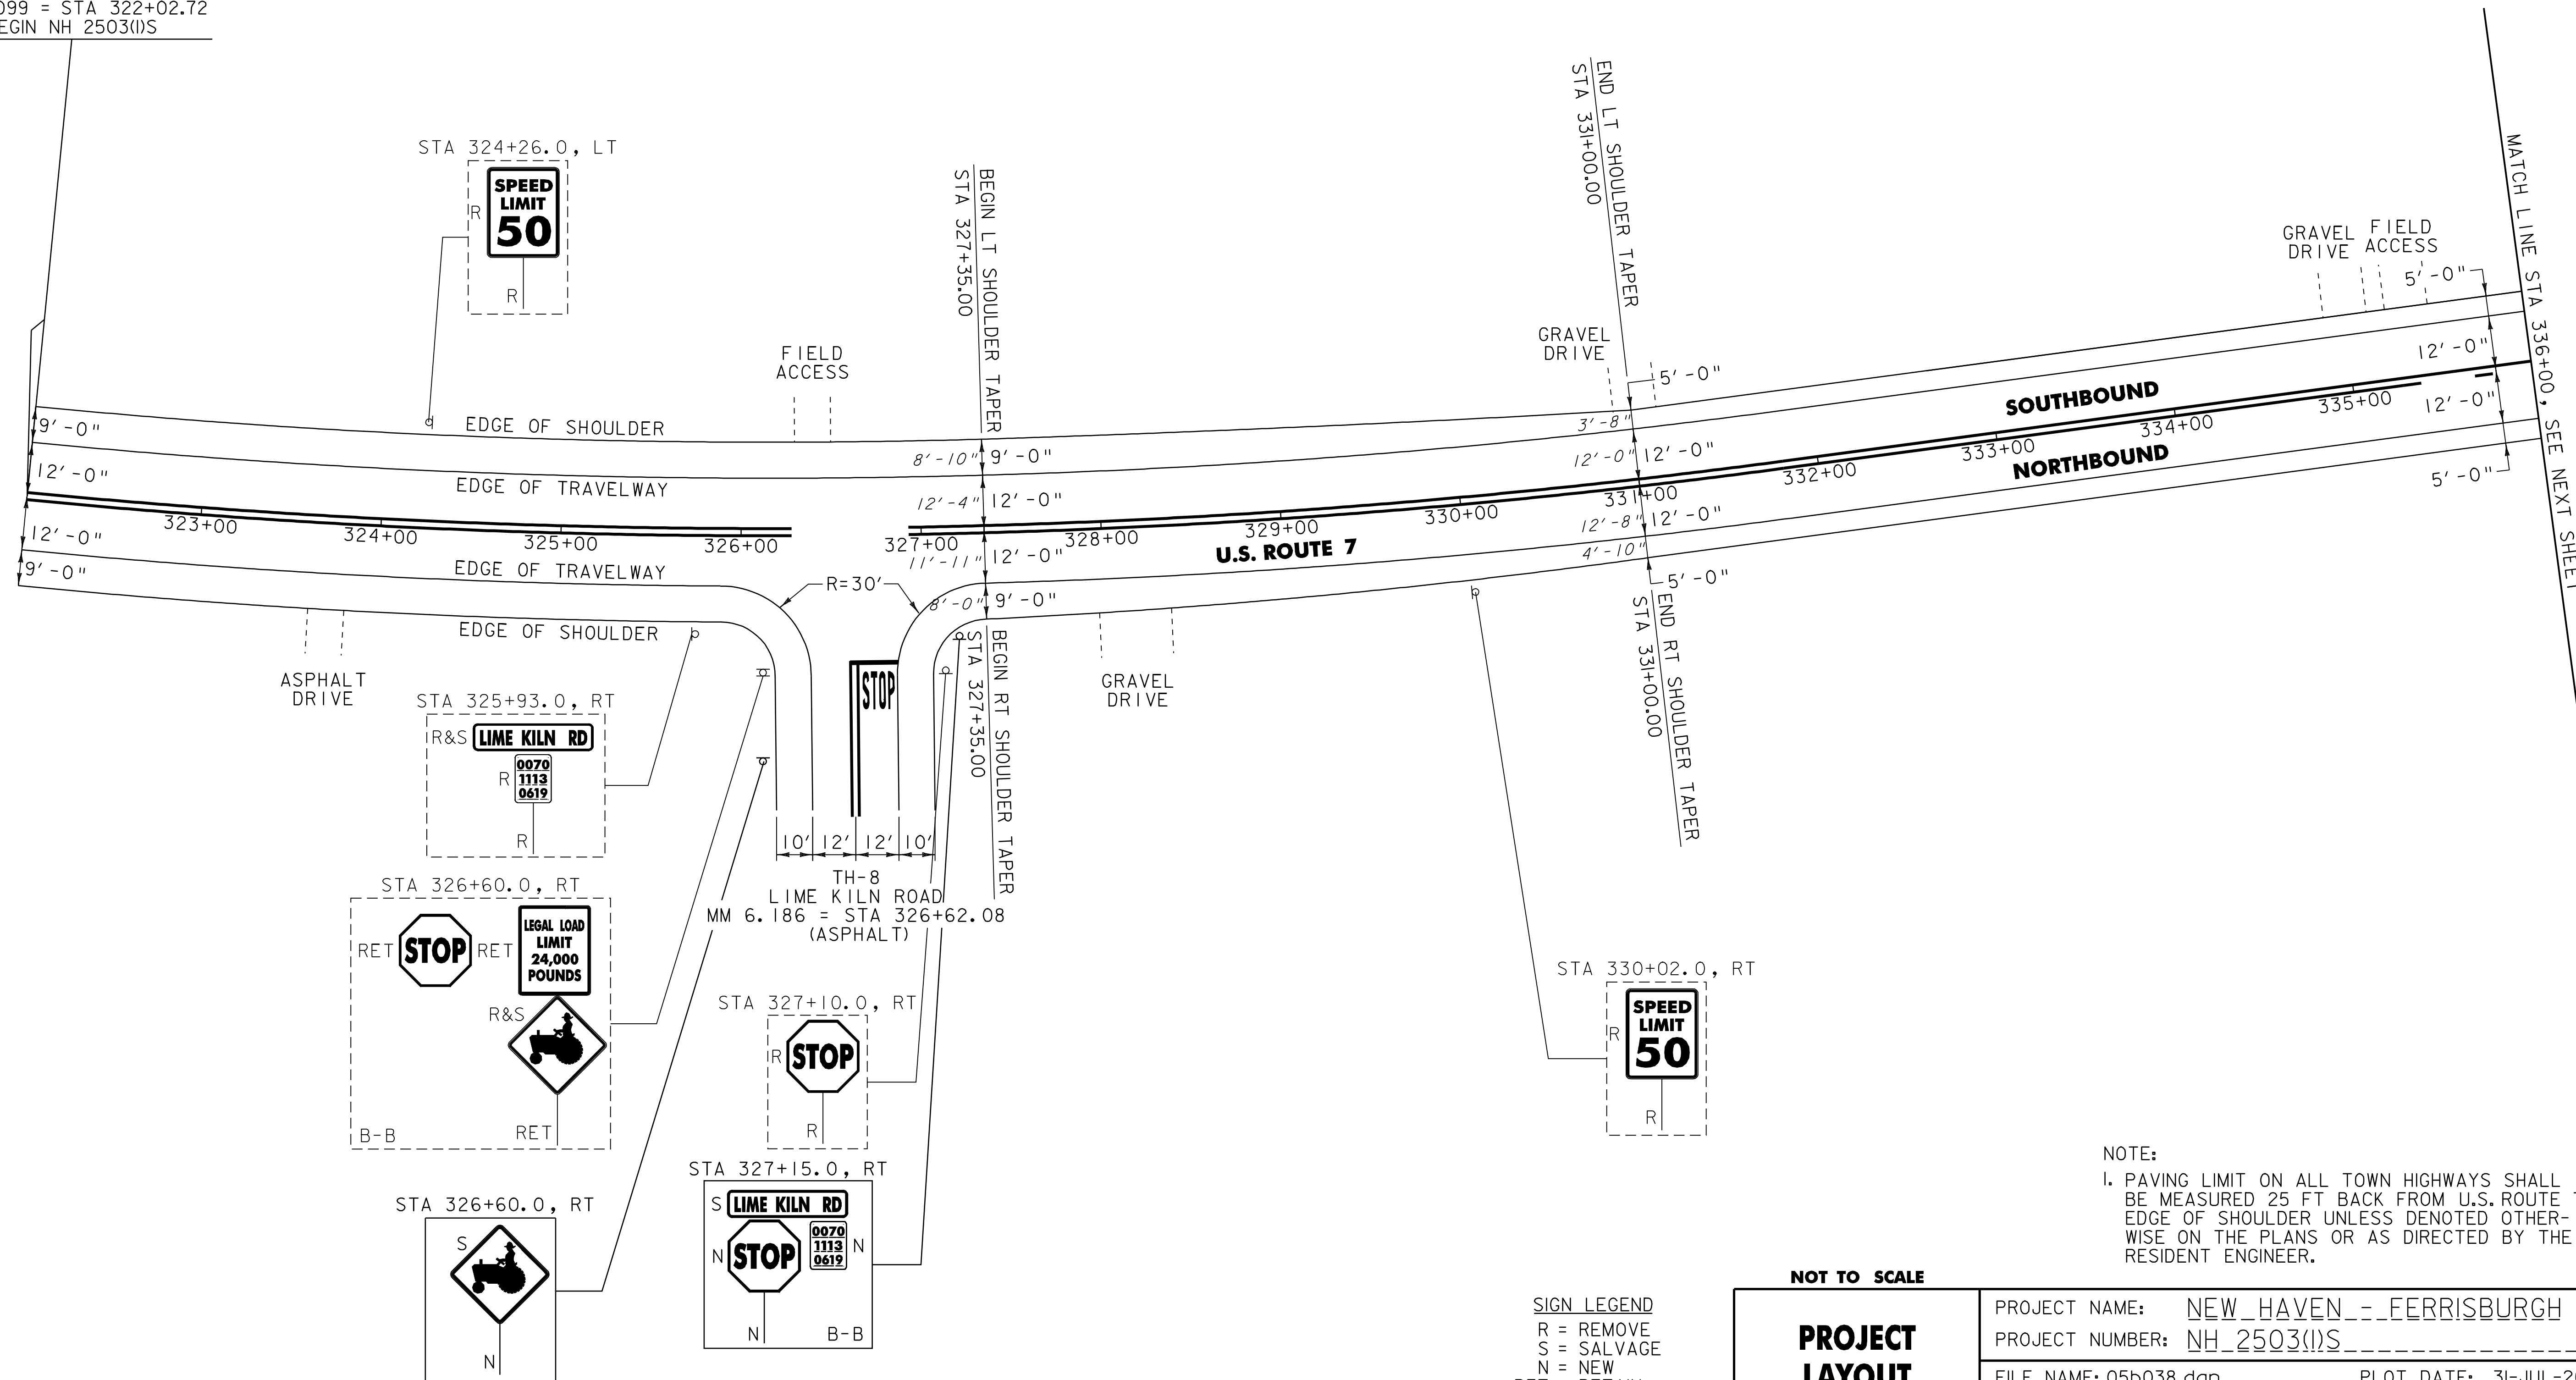 099 = STA 322+02.72
EGIN NH 2503(1)S
STA 324+26.0, LT
SPEED
LIMIT
50
R
R
BEGIN LT SHOULDER TAPER
STA 327+35.00
END LT SHOULDER TAPER
STA 331+00.00
MATCH LINE STA 336+00, SEE NEXT SHEET
GRAVEL
DRIVE
FIELD
ACCESS
5'-0"
FIELD
ACCESS
GRAVEL
DRIVE
5'-0"
3'-8"
12'-0"
12'-0"
12'-8"
12'-0"
4'-10"
5'-0"
12'-0"
12'-0"
5'-0"
SOUTHBOUND
NORTHBOUND
9'-0"
12'-0"
12'-0"
9'-0"
EDGE OF SHOULDER
EDGE OF TRAVELWAY
8'-10"
9'-0"
12'-4"
12'-0"
11'-11"
12'-0"
8'-0"
9'-0"
323+00
324+00
325+00
326+00
327+00
328+00
329+00
330+00
331+00
332+00
333+00
334+00
335+00
U.S. ROUTE 7
EDGE OF TRAVELWAY
R=30'
EDGE OF SHOULDER
ASPHALT
DRIVE
STOP
GRAVEL
DRIVE
BEGIN RT SHOULDER TAPER
STA 327+35.00
END RT SHOULDER TAPER
STA 331+00.00
STA 325+93.0, RT
R&S
LIME KILN RD
R
0070
1113
0619
R
10'
12'
12'
10'
TH-8
LIME KILN ROAD
MM 6.186 = STA 326+62.08
(ASPHALT)
STA 326+60.0, RT
RET
STOP
RET
LEGAL LOAD
LIMIT
24,000
POUNDS
R&S
B-B
RET
STA 327+10.0, RT
R
STOP
R
STA 330+02.0, RT
R
SPEED
LIMIT
50
R
STA 326+60.0, RT
S
N
STA 327+15.0, RT
S
LIME KILN RD
N
STOP
0070
1113
0619
N
N
B-B
NOTE:
1. PAVING LIMIT ON ALL TOWN HIGHWAYS SHALL
BE MEASURED 25 FT BACK FROM U.S. ROUTE 7
EDGE OF SHOULDER UNLESS DENOTED OTHER-
WISE ON THE PLANS OR AS DIRECTED BY THE
RESIDENT ENGINEER.
NOT TO SCALE
SIGN LEGEND
R = REMOVE
S = SALVAGE
N = NEW
PROJECT
LAYOUT
PROJECT NAME: NEW HAVEN - FERRISBURGH
PROJECT NUMBER: NH 2503(1)S
FILE NAME: 05b038.dgn
PLOT DATE: 31-JUL-2